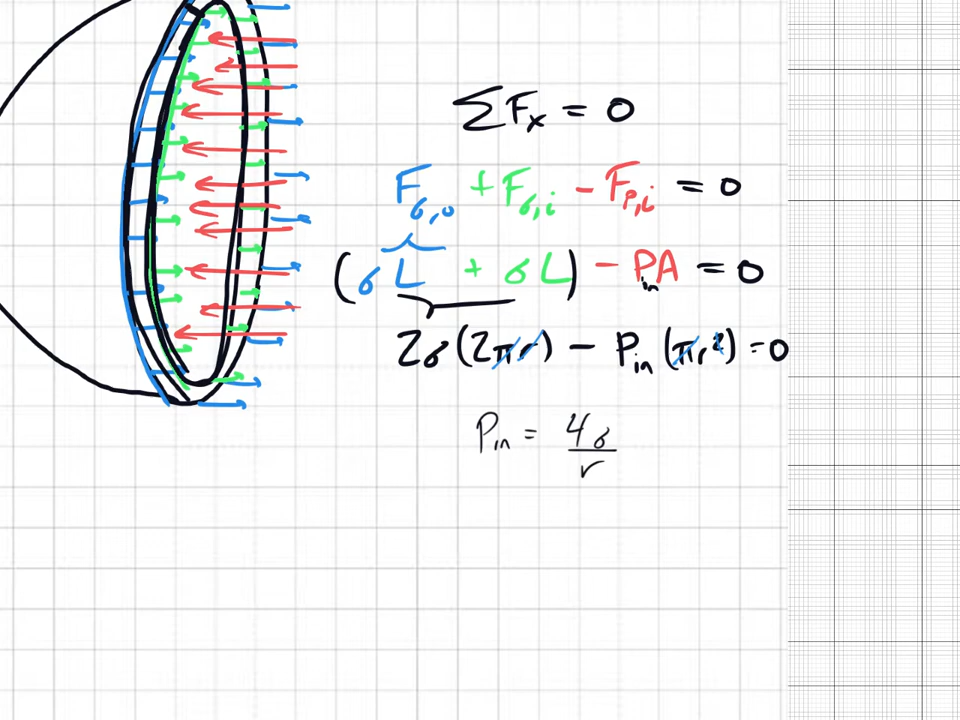 ΣFx = 0
Fσ,o + Fσ,i - Fp,i = 0
(σL + σL) - PinA = 0
2σ(2πr) - Pin(πr²) = 0
Pin = 4σ/r